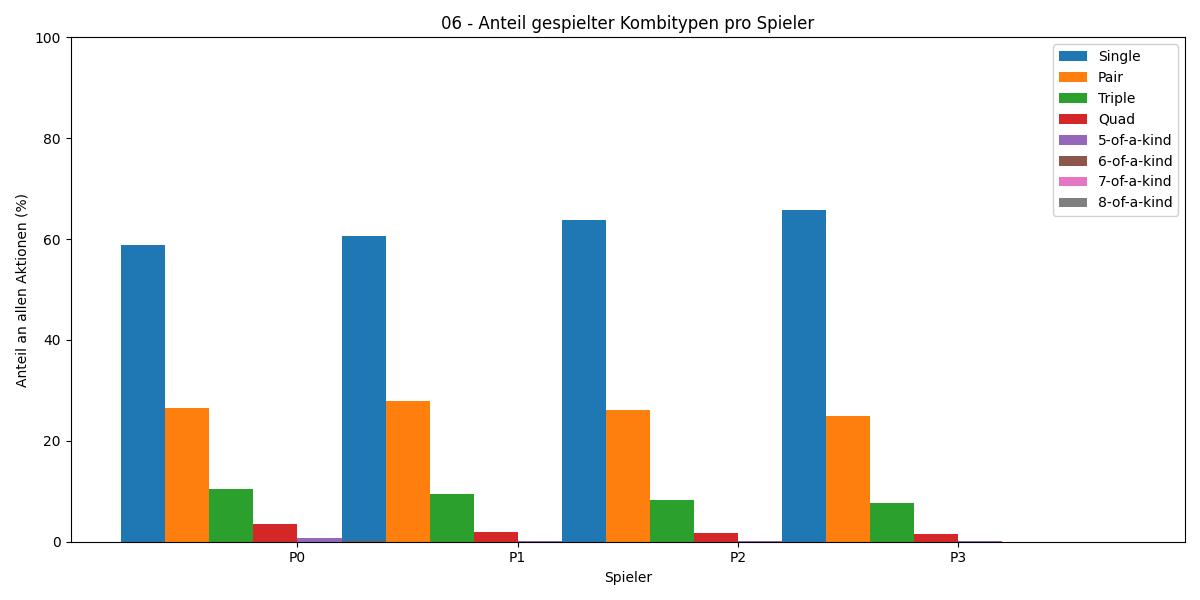 06 - Anteil gespielter Kombitypen pro Spieler
100
80
60
40
20
0
Anteil an allen Aktionen (%)
Single
Pair
Triple
Quad
5-of-a-kind
6-of-a-kind
7-of-a-kind
8-of-a-kind
P0 P1 P2 P3
Spieler